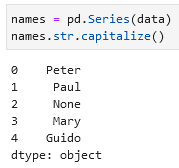 names = pd.Series(data)
names.str.capitalize()
0 Peter
1 Paul
2 None
3 Mary
4 Guido
dtype: object